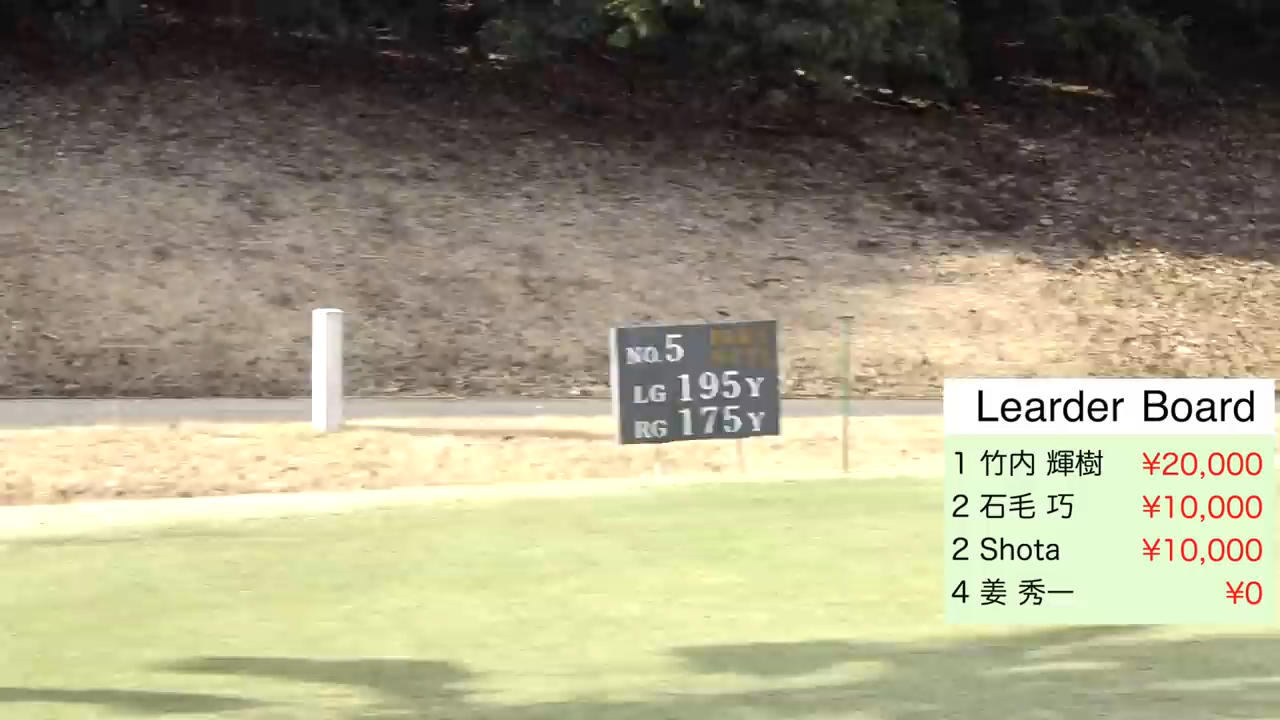 NO.5
LG 195Y
RG 175Y
Learder Board
1 竹内 輝樹 ¥20,000
2 石毛 巧 ¥10,000
2 Shota ¥10,000
4 姜 秀一 ¥0